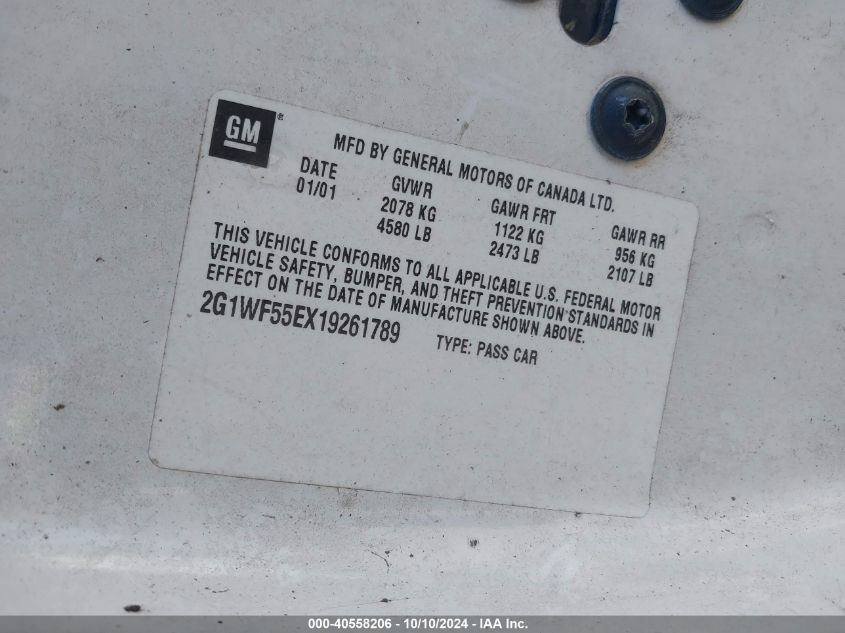 GM®
MFD BY GENERAL MOTORS OF CANADA LTD.
DATE GVWR GAWR FRT GAWR RR
01/01 2078 KG 1122 KG 956 KG
4580 LB 2473 LB 2107 LB
THIS VEHICLE CONFORMS TO ALL APPLICABLE U.S. FEDERAL MOTOR
VEHICLE SAFETY, BUMPER, AND THEFT PREVENTION STANDARDS IN
EFFECT ON THE DATE OF MANUFACTURE SHOWN ABOVE.
2G1WF55EX19261789 TYPE: PASS CAR
000-40558206 - 10/10/2024 - IAA Inc.